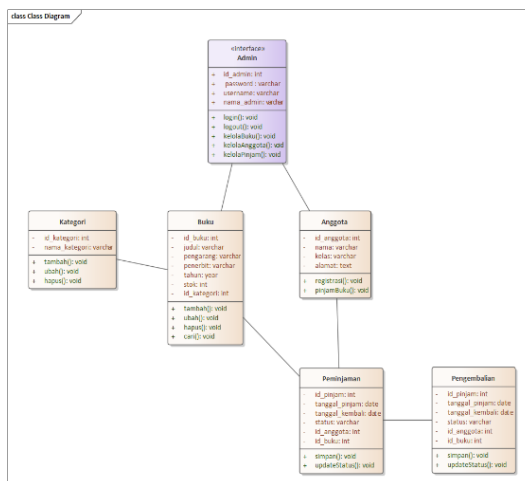 class Class Diagram
«interface»
Admin
+ id_admin: int
+ password : varchar
+ username: varchar
+ nama_admin: varchar
+ login(): void
+ logout(): void
+ kelolaBuku(): void
+ kelolaAnggota(): void
+ kelolaPinjam(): void
Kategori
- id_kategori: int
- nama_kategori: varchar
+ tambah(): void
+ ubah(): void
+ hapus(): void
Buku
- id_buku: int
- judul: varchar
- pengarang: varchar
- penerbit: varchar
- tahun: year
- stok: int
- id_kategori: int
+ tambah(): void
+ ubah(): void
+ hapus(): void
+ cari(): void
Anggota
- id_anggota: int
- nama: varchar
- kelas: varchar
- alamat: text
+ registrasi(): void
+ pinjamBuku(): void
Peminjaman
- id_pinjam: int
- tanggal_pinjam: date
- tanggal_kembali: date
- status: varchar
- id_anggota: int
- id_buku: int
+ simpan(): void
+ updateStatus(): void
Pengembalian
- id_pinjam: int
- tanggal_pinjam: date
- tanggal_kembali: date
- status: varchar
- id_anggota: int
- id_buku: int
+ simpan(): void
+ updateStatus(): void